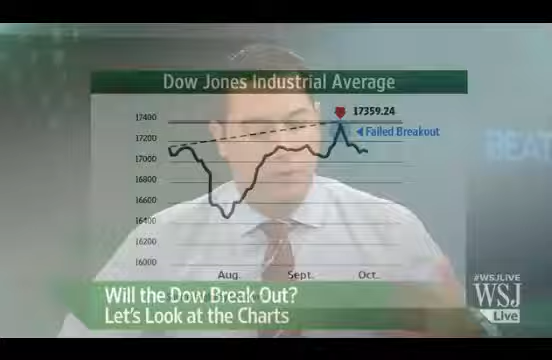 Dow Jones Industrial Average
17400
17359.24
Failed Breakout
17200
17000
16800
16600
16400
16200
16000
Aug.
Sept.
Oct.
BEAT
Will the Dow Break Out?
Let's Look at the Charts
#WSJLIVE
WSJ
Live